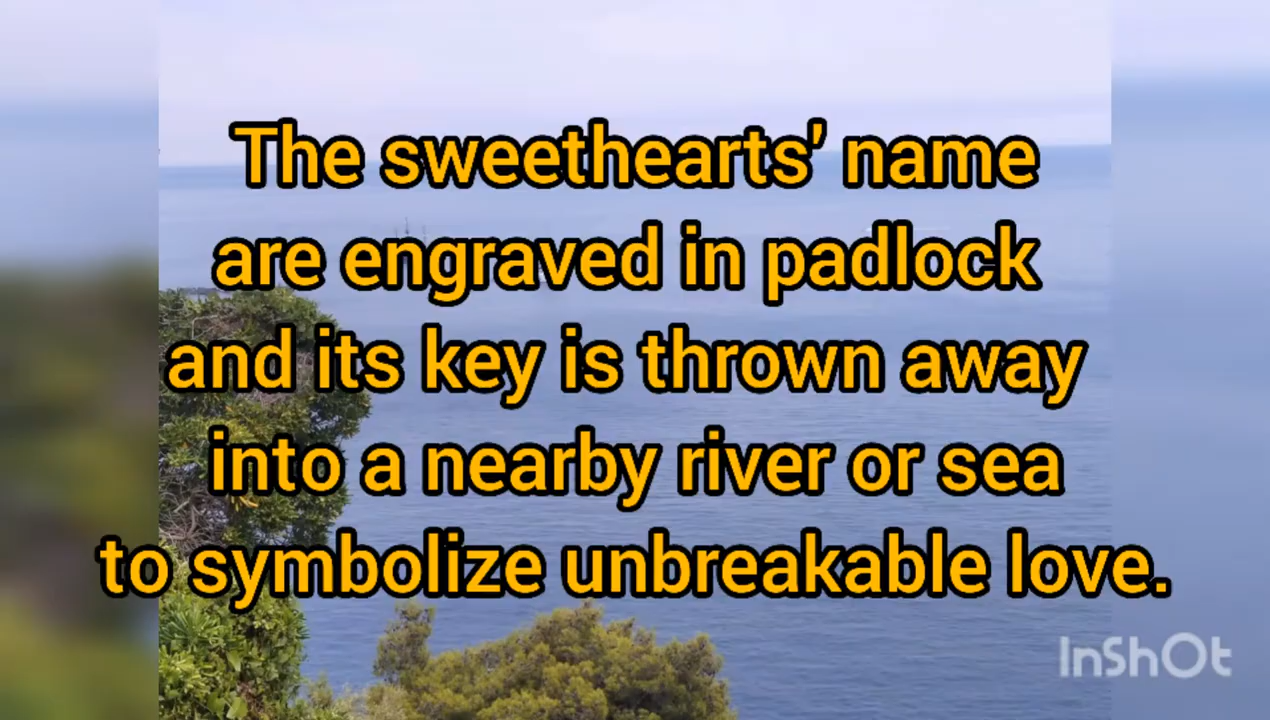 The sweethearts' name
are engraved in padlock
and its key is thrown away
into a nearby river or sea
to symbolize unbreakable love.
InShOt